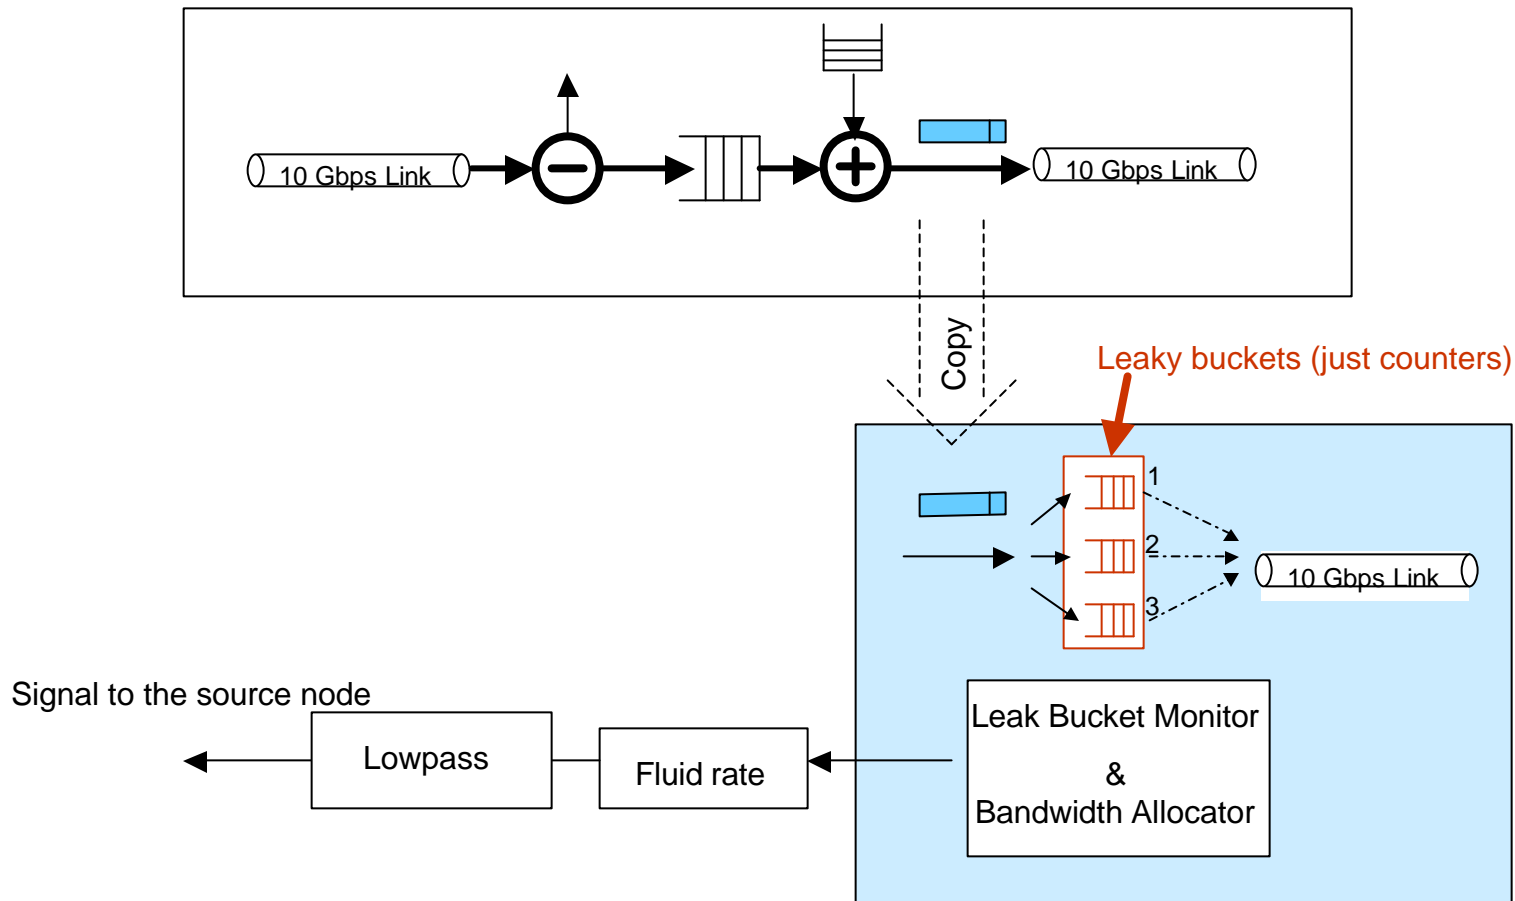 10 Gbps Link
10 Gbps Link
Copy
Leaky buckets (just counters)
1
2
3
10 Gbps Link
Signal to the source node
Lowpass
Fluid rate
Leak Bucket Monitor
&
Bandwidth Allocator